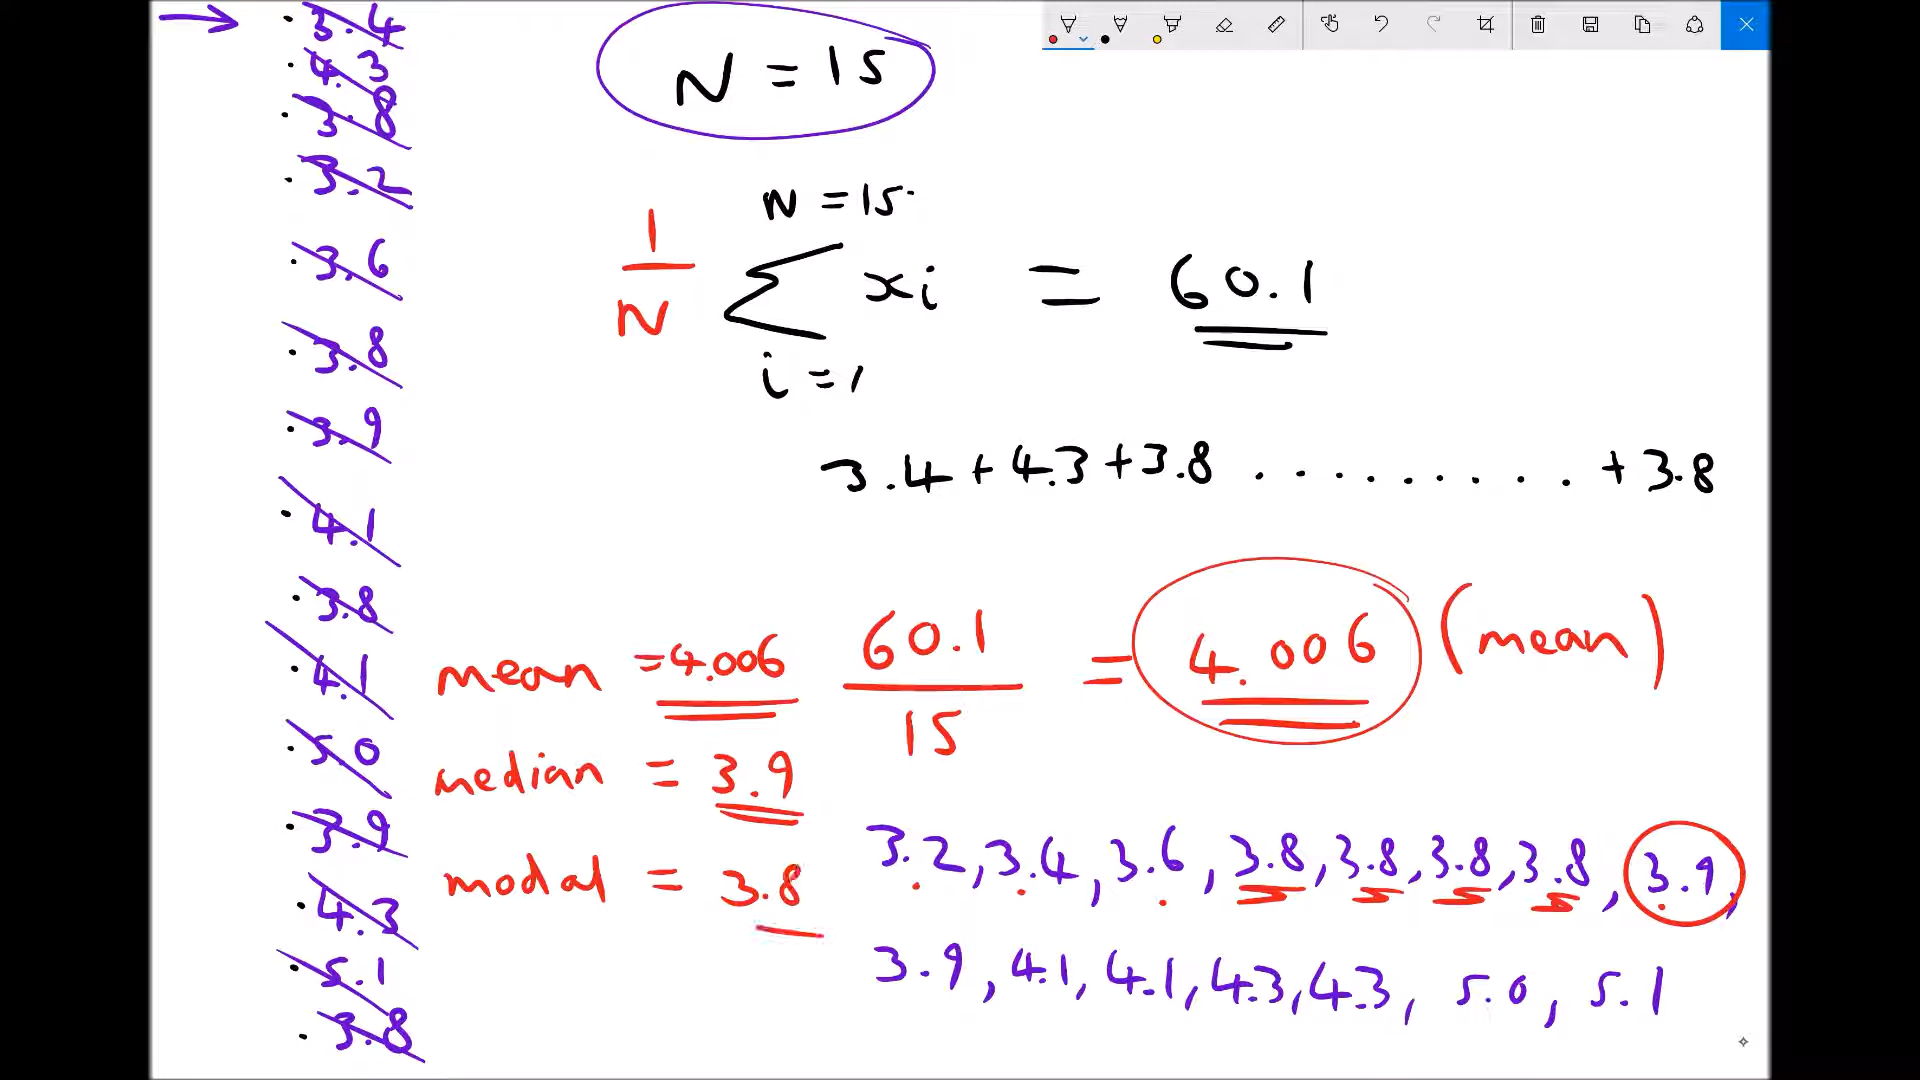 3.4
4.3
3.8
3.2
3.6
3.8
3.9
4.1
3.8
4.1
5.0
3.9
4.3
5.1
3.8
N = 15
N = 15
1
N
∑ xi = 60.1
i = 1
3.4 + 4.3 + 3.8 . . . . . . . . . + 3.8
mean = 4.006
60.1
15
= 4.006 (mean)
median = 3.9
modal = 3.8
3.2, 3.4, 3.6, 3.8, 3.8, 3.8, 3.8, 3.9,
3.9, 4.1, 4.1, 4.3, 4.3, 5.0, 5.1